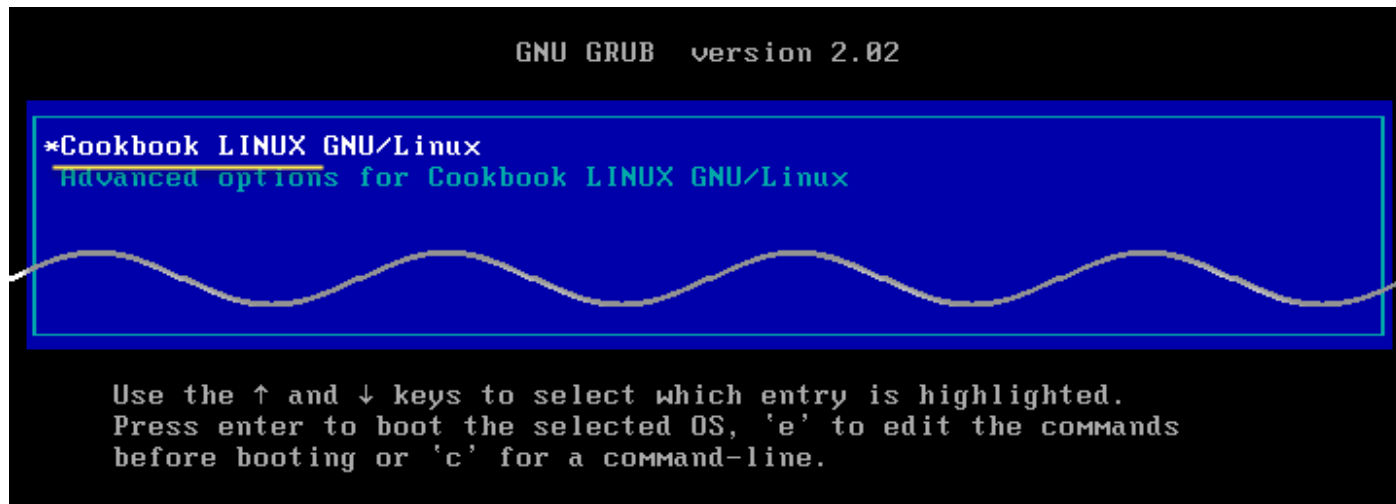 GNU GRUB version 2.02
*Cookbook LINUX GNU/Linux
Advanced options for Cookbook LINUX GNU/Linux
Use the ↑ and ↓ keys to select which entry is highlighted.
Press enter to boot the selected OS, 'e' to edit the commands
before booting or 'c' for a command-line.